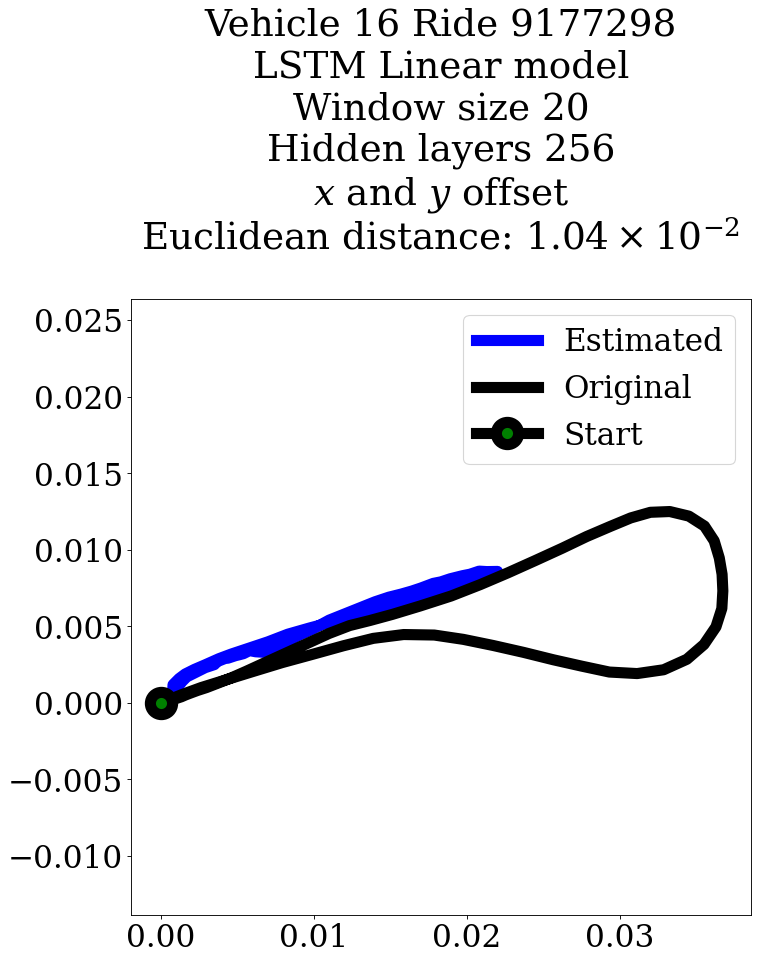 Vehicle 16 Ride 9177298
LSTM Linear model
Window size 20
Hidden layers 256
x and y offset
Euclidean distance: 1.04 × 10⁻²
Estimated
Original
Start
0.025
0.020
0.015
0.010
0.005
0.000
−0.005
−0.010
0.00 0.01 0.02 0.03